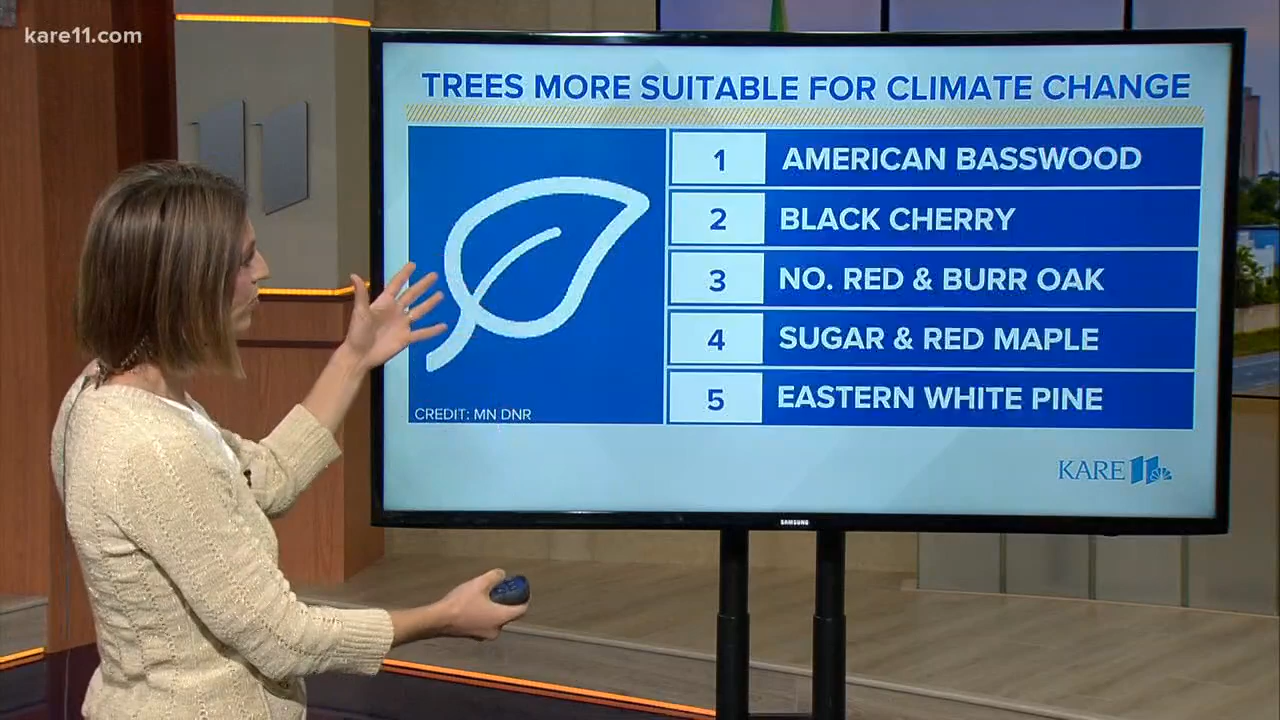 kare11.com
TREES MORE SUITABLE FOR CLIMATE CHANGE
1 AMERICAN BASSWOOD
2 BLACK CHERRY
3 NO. RED & BURR OAK
4 SUGAR & RED MAPLE
5 EASTERN WHITE PINE
CREDIT: MN DNR
KARE 11
SAMSUNG